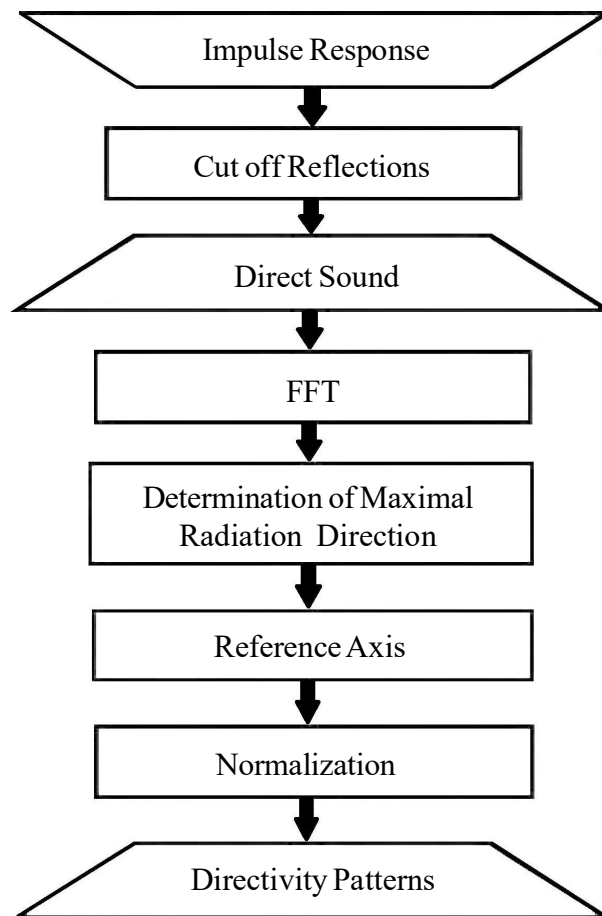 Impulse Response
Cut off Reflections
Direct Sound
FFT
Determination of Maximal
Radiation Direction
Reference Axis
Normalization
Directivity Patterns